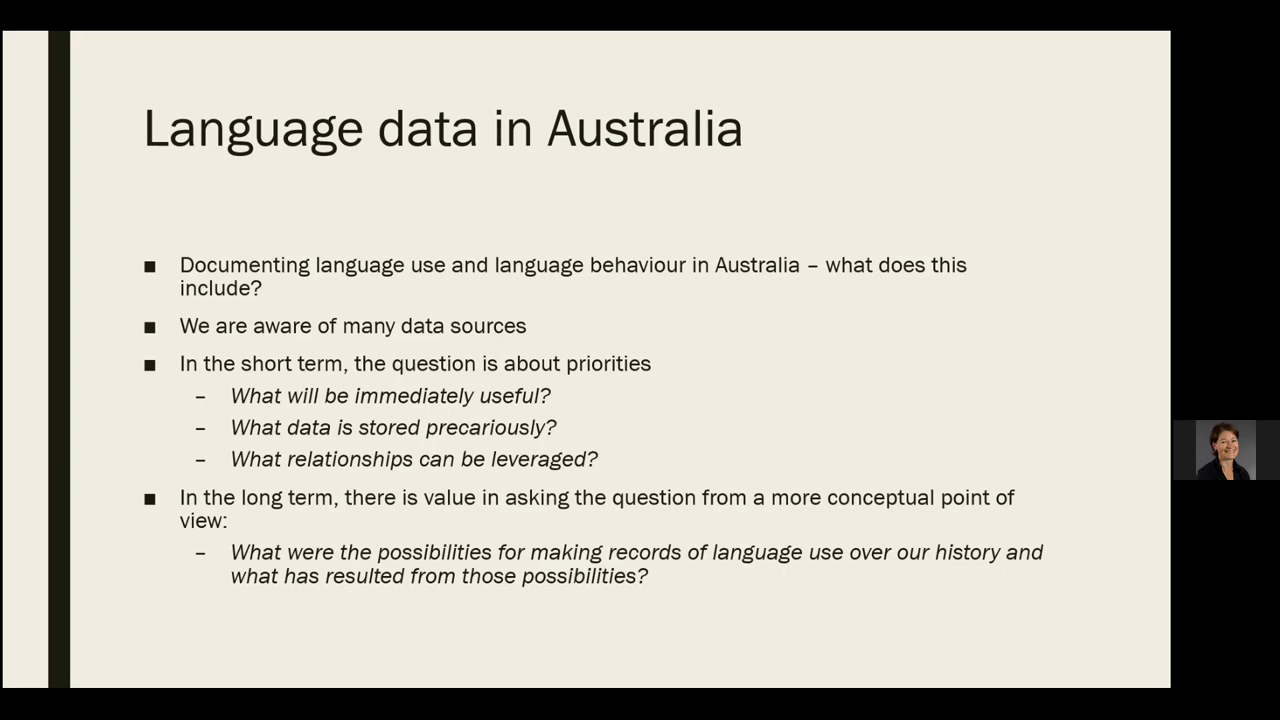 Language data in Australia
■ Documenting language use and language behaviour in Australia – what does this
include?
■ We are aware of many data sources
■ In the short term, the question is about priorities
– What will be immediately useful?
– What data is stored precariously?
– What relationships can be leveraged?
■ In the long term, there is value in asking the question from a more conceptual point of
view:
– What were the possibilities for making records of language use over our history and
what has resulted from those possibilities?